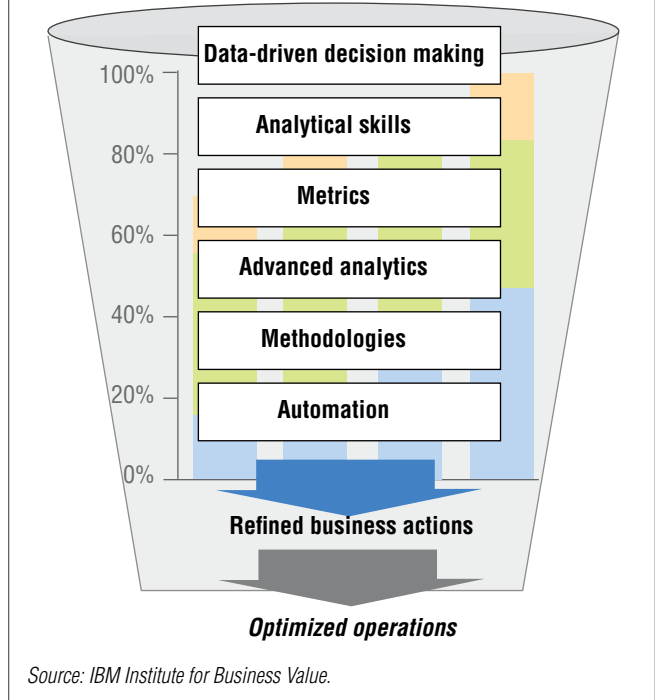 Data-driven decision making
100%
Analytical skills
80%
Metrics
60%
Advanced analytics
40%
Methodologies
20%
Automation
0%
Refined business actions
Optimized operations
Source: IBM Institute for Business Value.